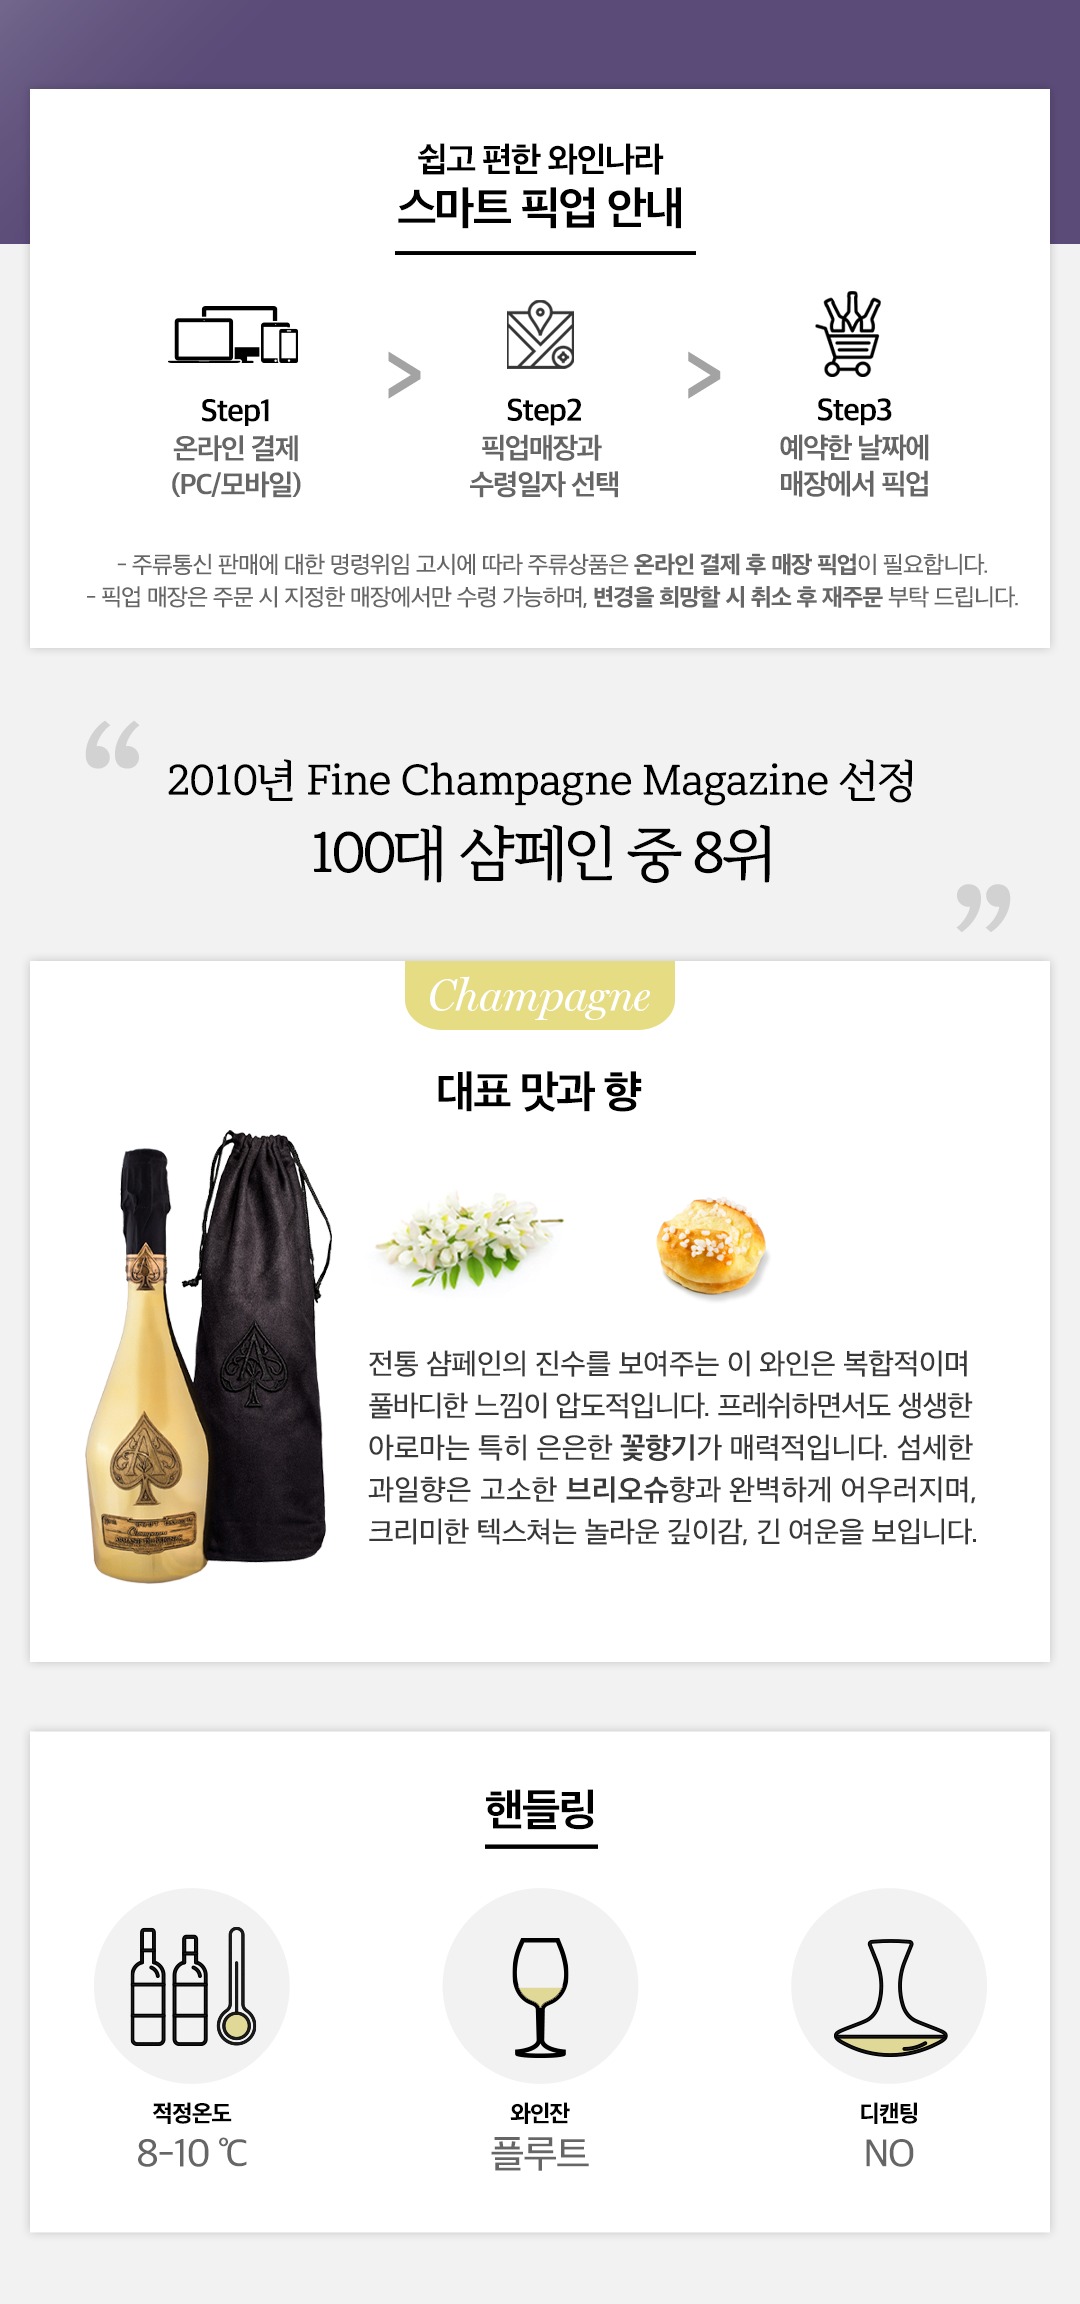 쉽고 편한 와인나라
스마트 픽업 안내
Step1
온라인 결제
(PC/모바일)
>
Step2
픽업매장과
수령일자 선택
>
Step3
예약한 날짜에
매장에서 픽업
- 주류통신 판매에 대한 명령위임 고시에 따라 주류상품은 온라인 결제 후 매장 픽업이 필요합니다.
- 픽업 매장은 주문 시 지정한 매장에서만 수령 가능하며, 변경을 희망할 시 취소 후 재주문 부탁 드립니다.
“
2010년 Fine Champagne Magazine 선정
100대 샴페인 중 8위
”
Champagne
대표 맛과 향
전통 샴페인의 진수를 보여주는 이 와인은 복합적이며
풀바디한 느낌이 압도적입니다. 프레쉬하면서도 생생한
아로마는 특히 은은한 꽃향기가 매력적입니다. 섬세한
과일향은 고소한 브리오슈향과 완벽하게 어우러지며,
크리미한 텍스쳐는 놀라운 깊이감, 긴 여운을 보입니다.
Champagne
핸들링
적정온도
8-10 ℃
와인잔
플루트
디캔팅
NO